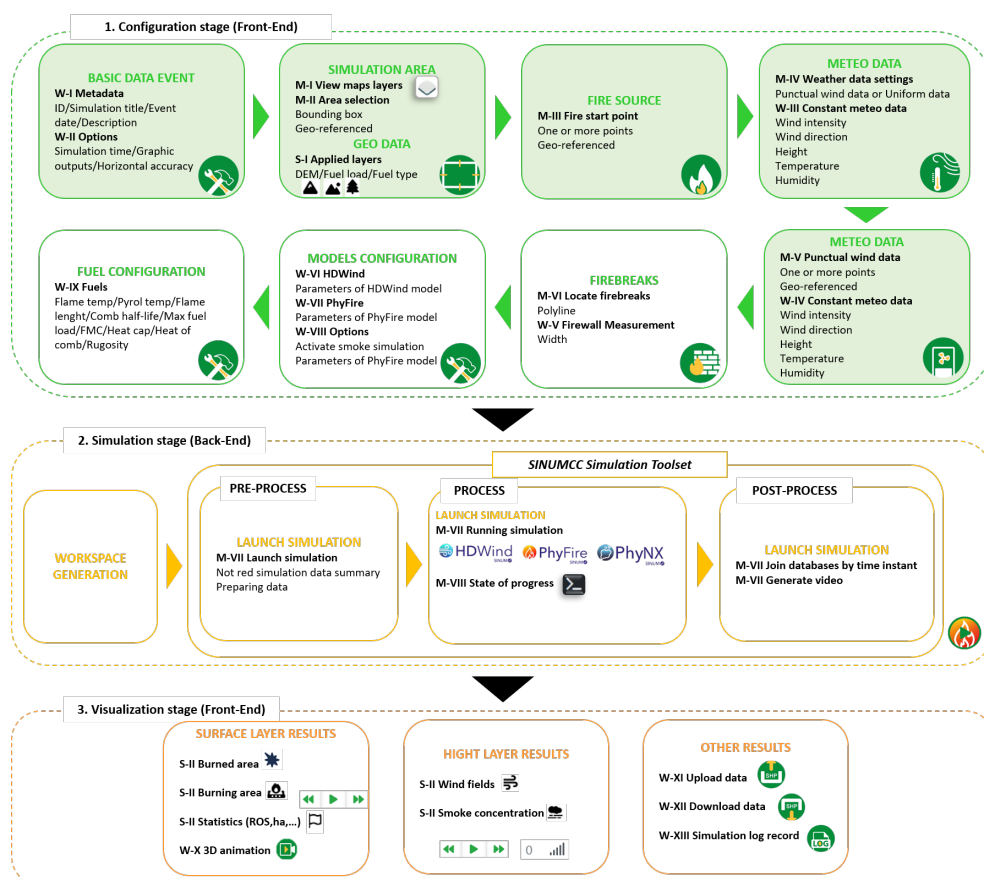 1. Configuration stage (Front-End)
BASIC DATA EVENT
W-I Metadata
ID/Simulation title/Event
date/Description
W-II Options
Simulation time/Graphic
outputs/Horizontal accuracy
SIMULATION AREA
M-I View maps layers
M-II Area selection
Bounding box
Geo-referenced
GEO DATA
S-I Applied layers
DEM/Fuel load/Fuel type
FIRE SOURCE
M-III Fire start point
One or more points
Geo-referenced
METEO DATA
M-IV Weather data settings
Punctual wind data or Uniform data
W-III Constant meteo data
Wind intensity
Wind direction
Height
Temperature
Humidity
FUEL CONFIGURATION
W-IX Fuels
Flame temp/Pyrol temp/Flame
lenght/Comb half-life/Max fuel
load/FMC/Heat cap/Heat of
comb/Rugosity
MODELS CONFIGURATION
W-VI HDWind
Parameters of HDWind model
W-VII PhyFire
Parameters of PhyFire model
W-VIII Options
Activate smoke simulation
Parameters of PhyFire model
FIREBREAKS
M-VI Locate firebreaks
Polyline
W-V Firewall Measurement
Width
METEO DATA
M-V Punctual wind data
One or more points
Geo-referenced
W-IV Constant meteo data
Wind intensity
Wind direction
Height
Temperature
Humidity
2. Simulation stage (Back-End)
SINUMCC Simulation Toolset
WORKSPACE
GENERATION
PRE-PROCESS
LAUNCH SIMULATION
M-VII Launch simulation
Not red simulation data summary
Preparing data
PROCESS
LAUNCH SIMULATION
M-VII Running simulation
HDWind SINUM
PhyFire SINUM
PhyNX SINUM
M-VIII State of progress
POST-PROCESS
LAUNCH SIMULATION
M-VII Join databases by time instant
M-VII Generate video
3. Visualization stage (Front-End)
SURFACE LAYER RESULTS
S-II Burned area
S-II Burning area
S-II Statistics (ROS,ha,...)
W-X 3D animation
HIGHT LAYER RESULTS
S-II Wind fields
S-II Smoke concentration
0
OTHER RESULTS
W-XI Upload data
SHP
W-XII Download data
SHP
W-XIII Simulation log record
LOG